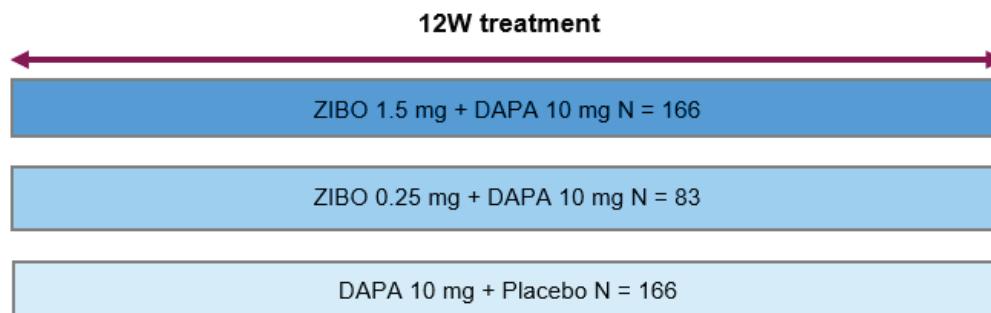 12W treatment
ZIBO 1.5 mg + DAPA 10 mg N = 166
ZIBO 0.25 mg + DAPA 10 mg N = 83
DAPA 10 mg + Placebo N = 166